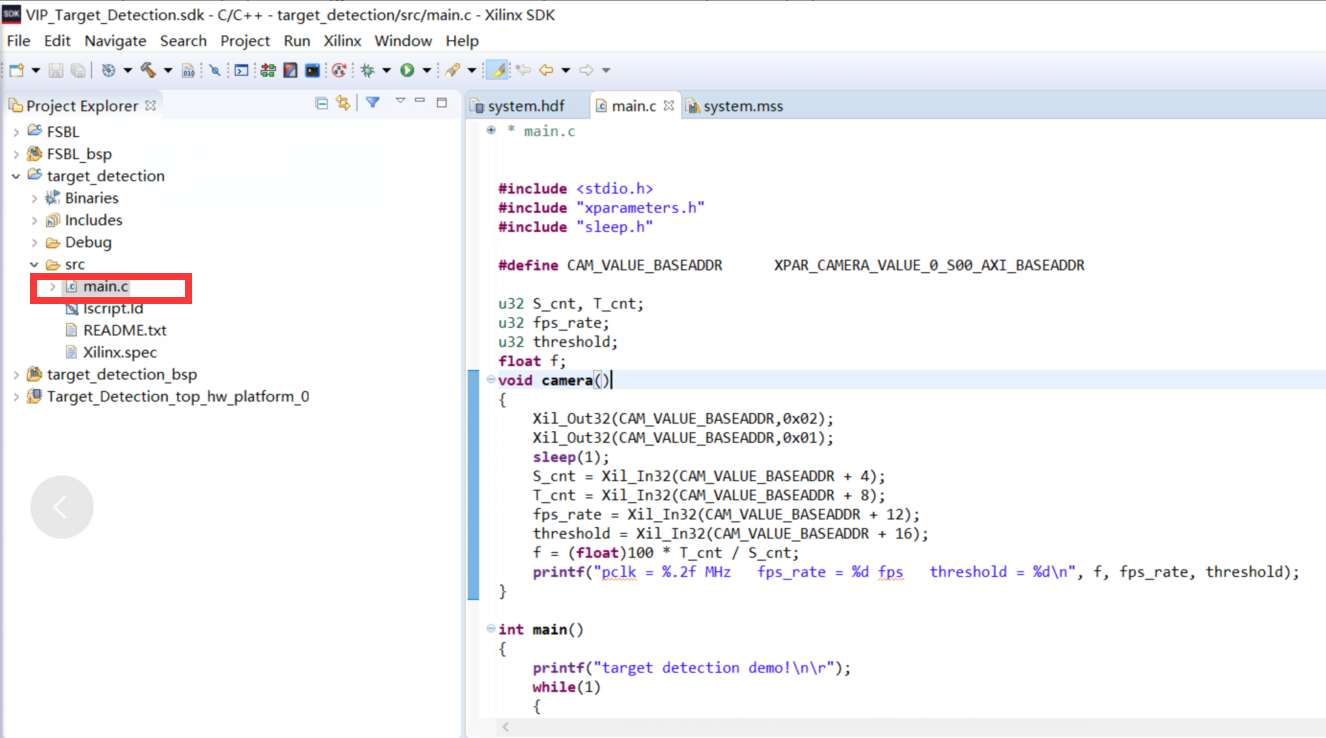 SDK VIP_Target_Detection.sdk - C/C++ - target_detection/src/main.c - Xilinx SDK
File Edit Navigate Search Project Run Xilinx Window Help
Project Explorer
FSBL
FSBL_bsp
target_detection
Binaries
Includes
Debug
src
main.c
lscript.ld
README.txt
Xilinx.spec
target_detection_bsp
Target_Detection_top_hw_platform_0
system.hdf main.c system.mss
* main.c
#include <stdio.h>
#include "xparameters.h"
#include "sleep.h"
#define CAM_VALUE_BASEADDR XPAR_CAMERA_VALUE_0_S00_AXI_BASEADDR
u32 S_cnt, T_cnt;
u32 fps_rate;
u32 threshold;
float f;
void camera()
{
Xil_Out32(CAM_VALUE_BASEADDR,0x02);
Xil_Out32(CAM_VALUE_BASEADDR,0x01);
sleep(1);
S_cnt = Xil_In32(CAM_VALUE_BASEADDR + 4);
T_cnt = Xil_In32(CAM_VALUE_BASEADDR + 8);
fps_rate = Xil_In32(CAM_VALUE_BASEADDR + 12);
threshold = Xil_In32(CAM_VALUE_BASEADDR + 16);
f = (float)100 * T_cnt / S_cnt;
printf("pclk = %.2f MHz   fps_rate = %d fps   threshold = %d\n", f, fps_rate, threshold);
}
int main()
{
printf("target detection demo!\n\r");
while(1)
{